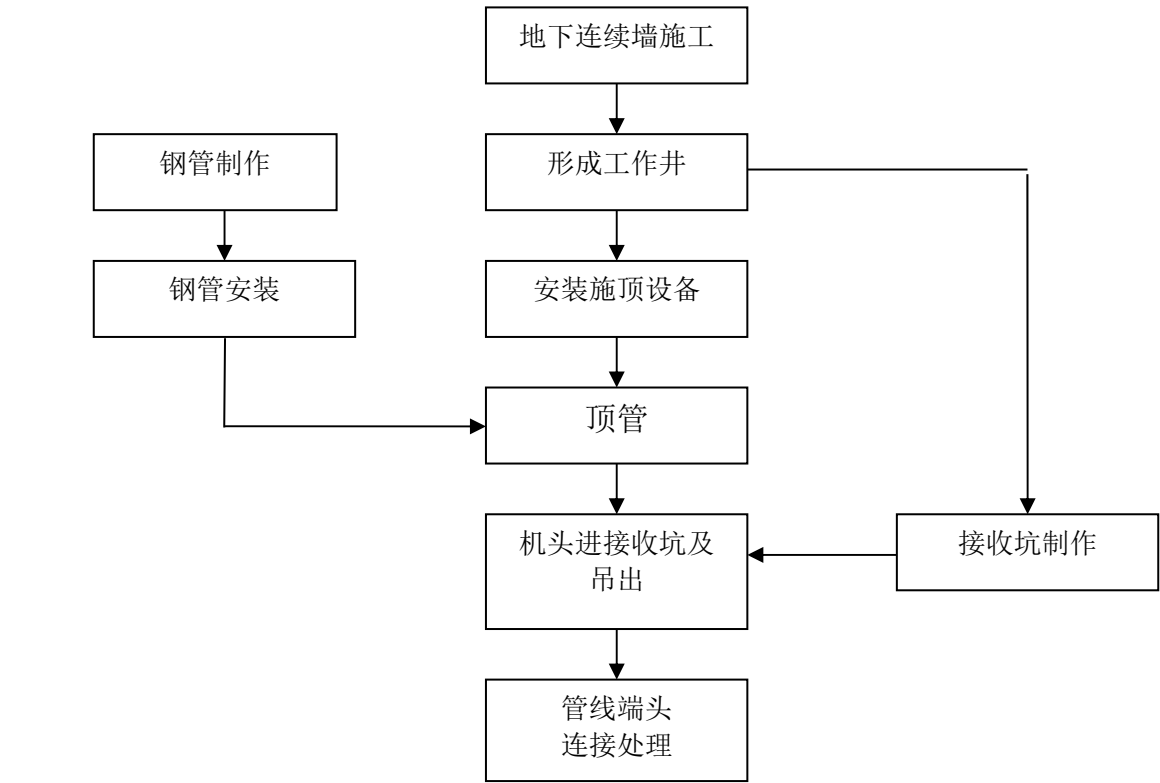 地下连续墙施工
钢管制作
形成工作井
钢管安装
安装施顶设备
顶管
机头进接收坑及
吊出
接收坑制作
管线端头
连接处理